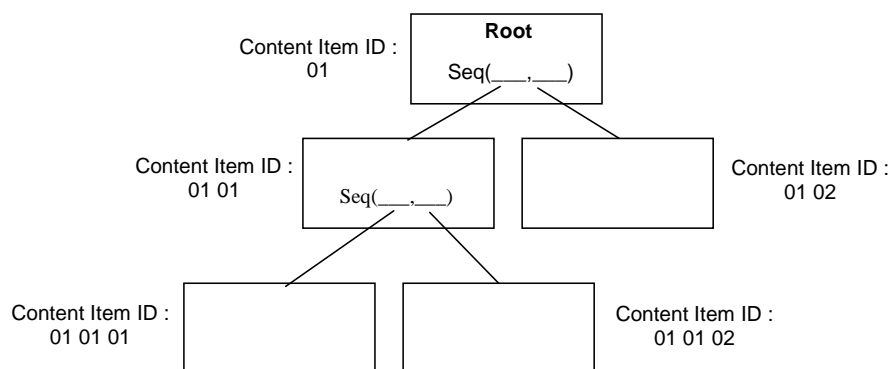 Root
Content Item ID :
01
Seq(___,___)
Content Item ID :
01 01
Seq(___,___)
Content Item ID :
01 02
Content Item ID :
01 01 01
Content Item ID :
01 01 02